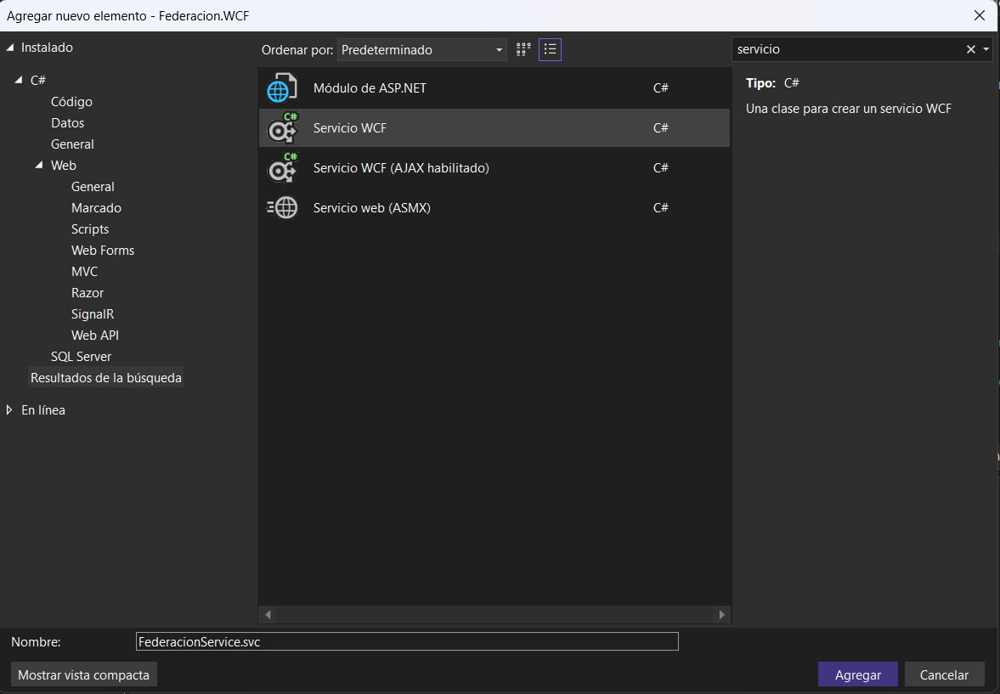 Agregar nuevo elemento - Federacion.WCF
Instalado
C#
Código
Datos
General
Web
General
Marcado
Scripts
Web Forms
MVC
Razor
SignalR
Web API
SQL Server
Resultados de la búsqueda
En línea
Ordenar por: Predeterminado
Módulo de ASP.NET C#
C# Servicio WCF C#
C# Servicio WCF (AJAX habilitado) C#
Servicio web (ASMX) C#
servicio
Tipo: C#
Una clase para crear un servicio WCF
Nombre: FederacionService.svc
Mostrar vista compacta Agregar Cancelar